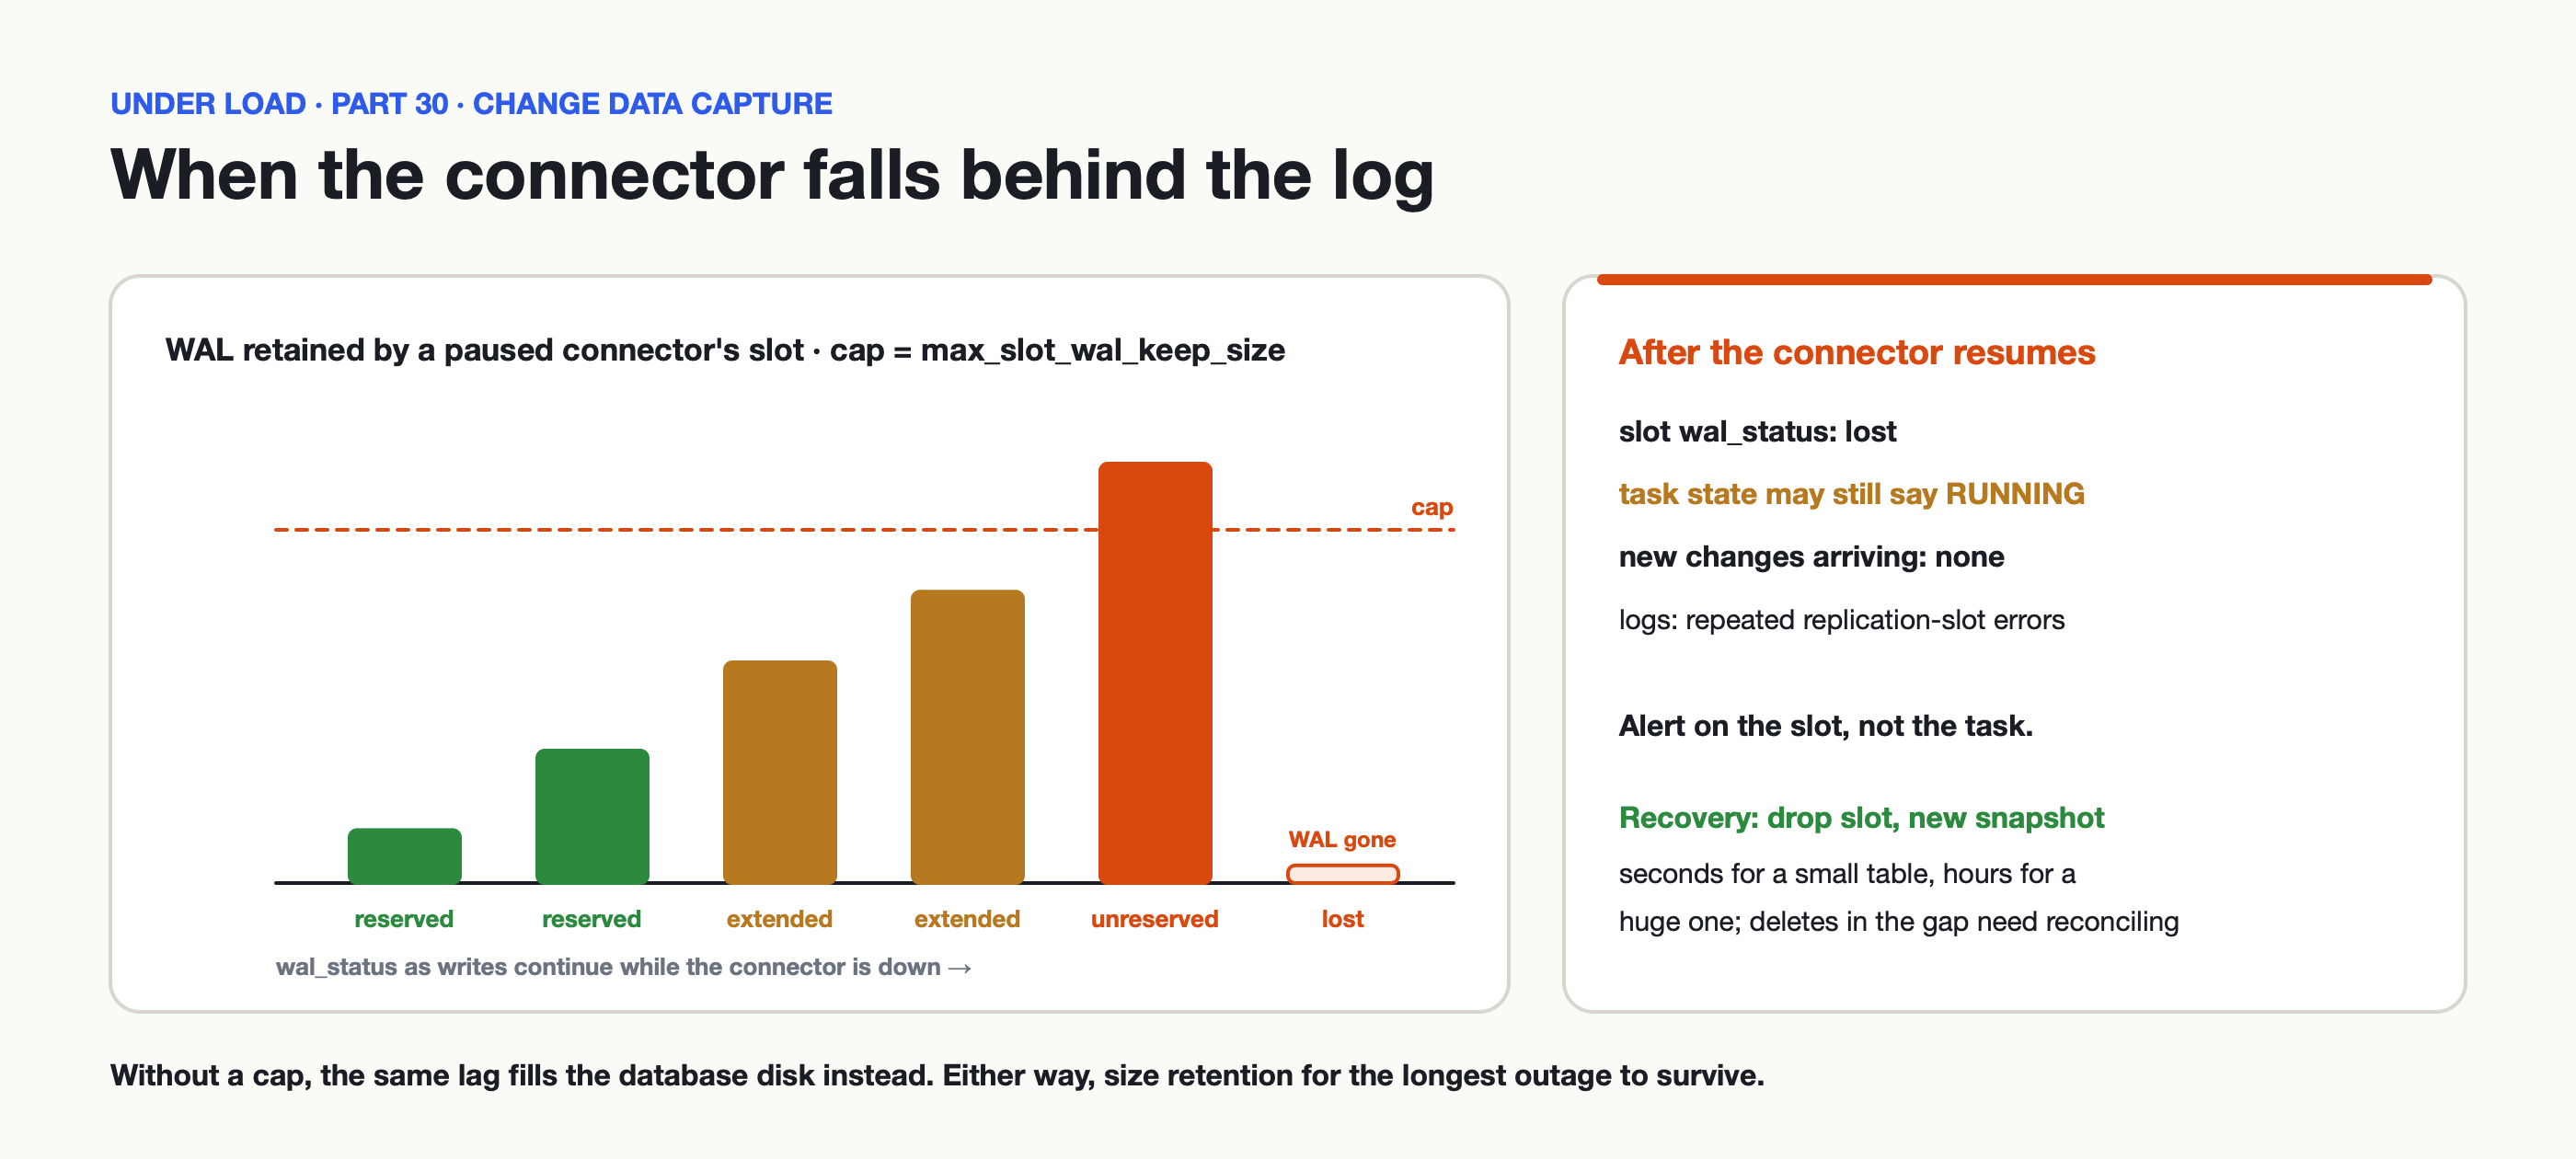 UNDER LOAD · PART 30 · CHANGE DATA CAPTURE
When the connector falls behind the log
WAL retained by a paused connector's slot · cap = max_slot_wal_keep_size
cap
WAL gone
reserved
reserved
extended
extended
unreserved
lost
wal_status as writes continue while the connector is down →
After the connector resumes
slot wal_status: lost
task state may still say RUNNING
new changes arriving: none
logs: repeated replication-slot errors
Alert on the slot, not the task.
Recovery: drop slot, new snapshot
seconds for a small table, hours for a
huge one; deletes in the gap need reconciling
Without a cap, the same lag fills the database disk instead. Either way, size retention for the longest outage to survive.